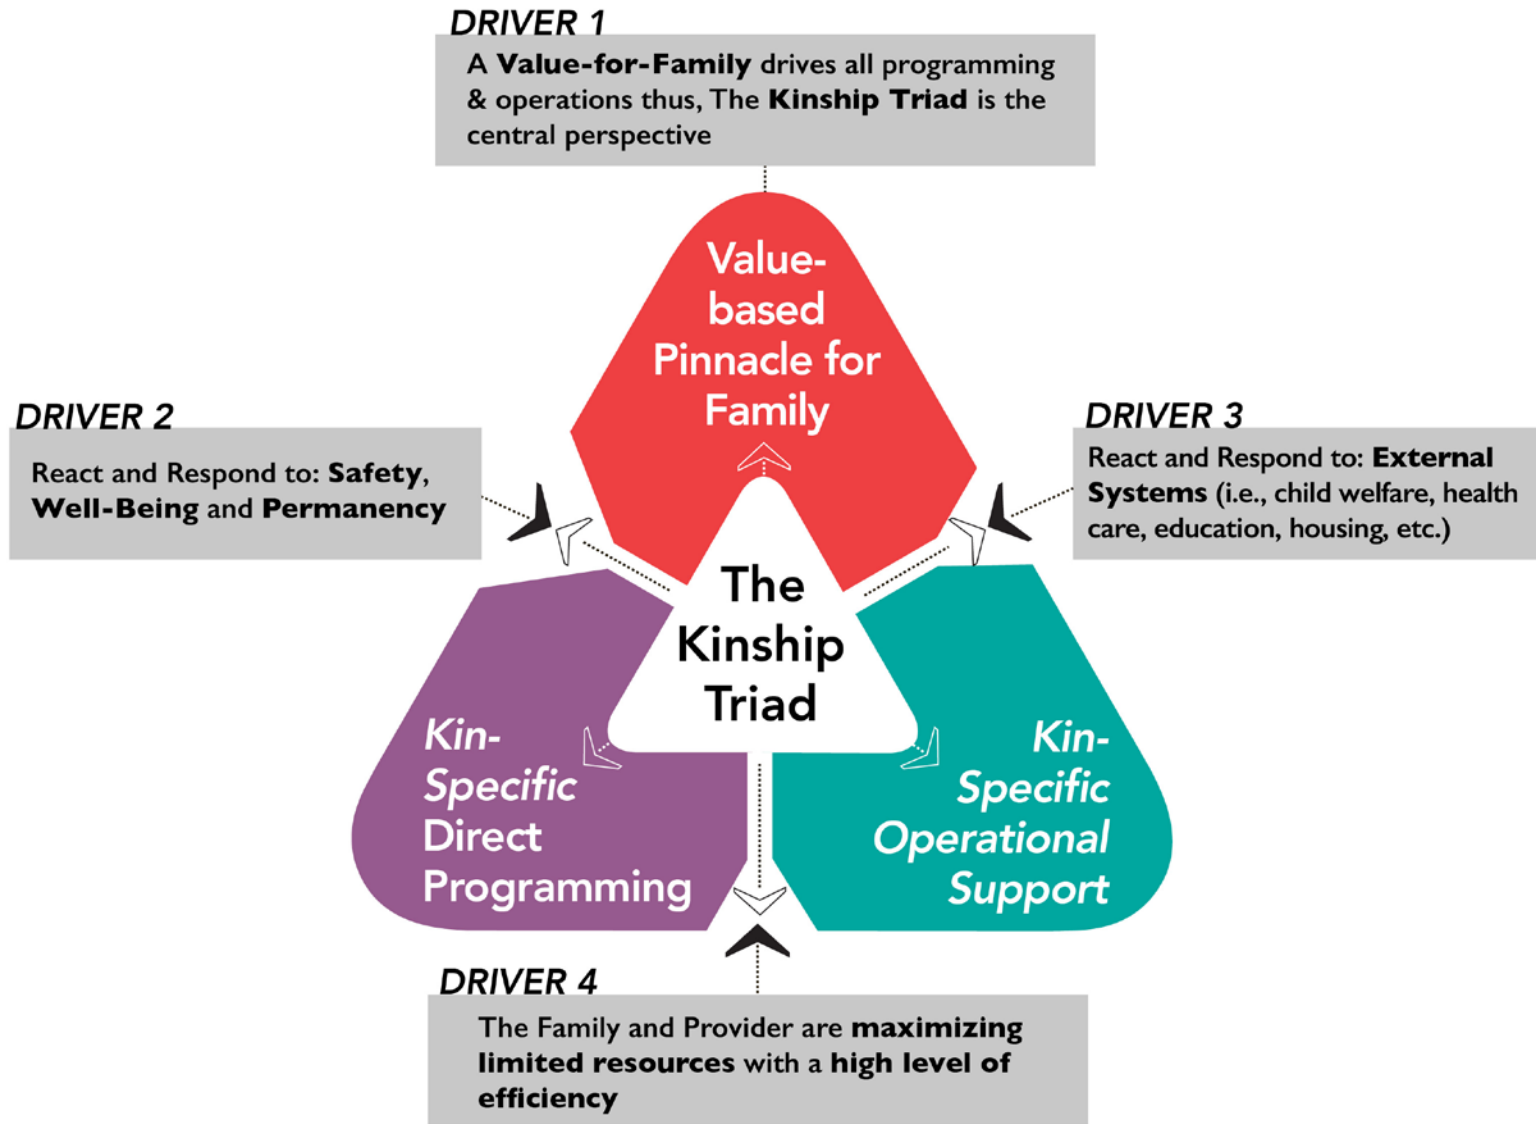 DRIVER 1
A Value-for-Family drives all programming
& operations thus, The Kinship Triad is the
central perspective
Value-
based
Pinnacle for
Family
DRIVER 2
React and Respond to: Safety,
Well-Being and Permanency
DRIVER 3
React and Respond to: External
Systems (i.e., child welfare, health
care, education, housing, etc.)
The
Kinship
Triad
Kin-
Specific
Direct
Programming
Kin-
Specific
Operational
Support
DRIVER 4
The Family and Provider are maximizing
limited resources with a high level of
efficiency